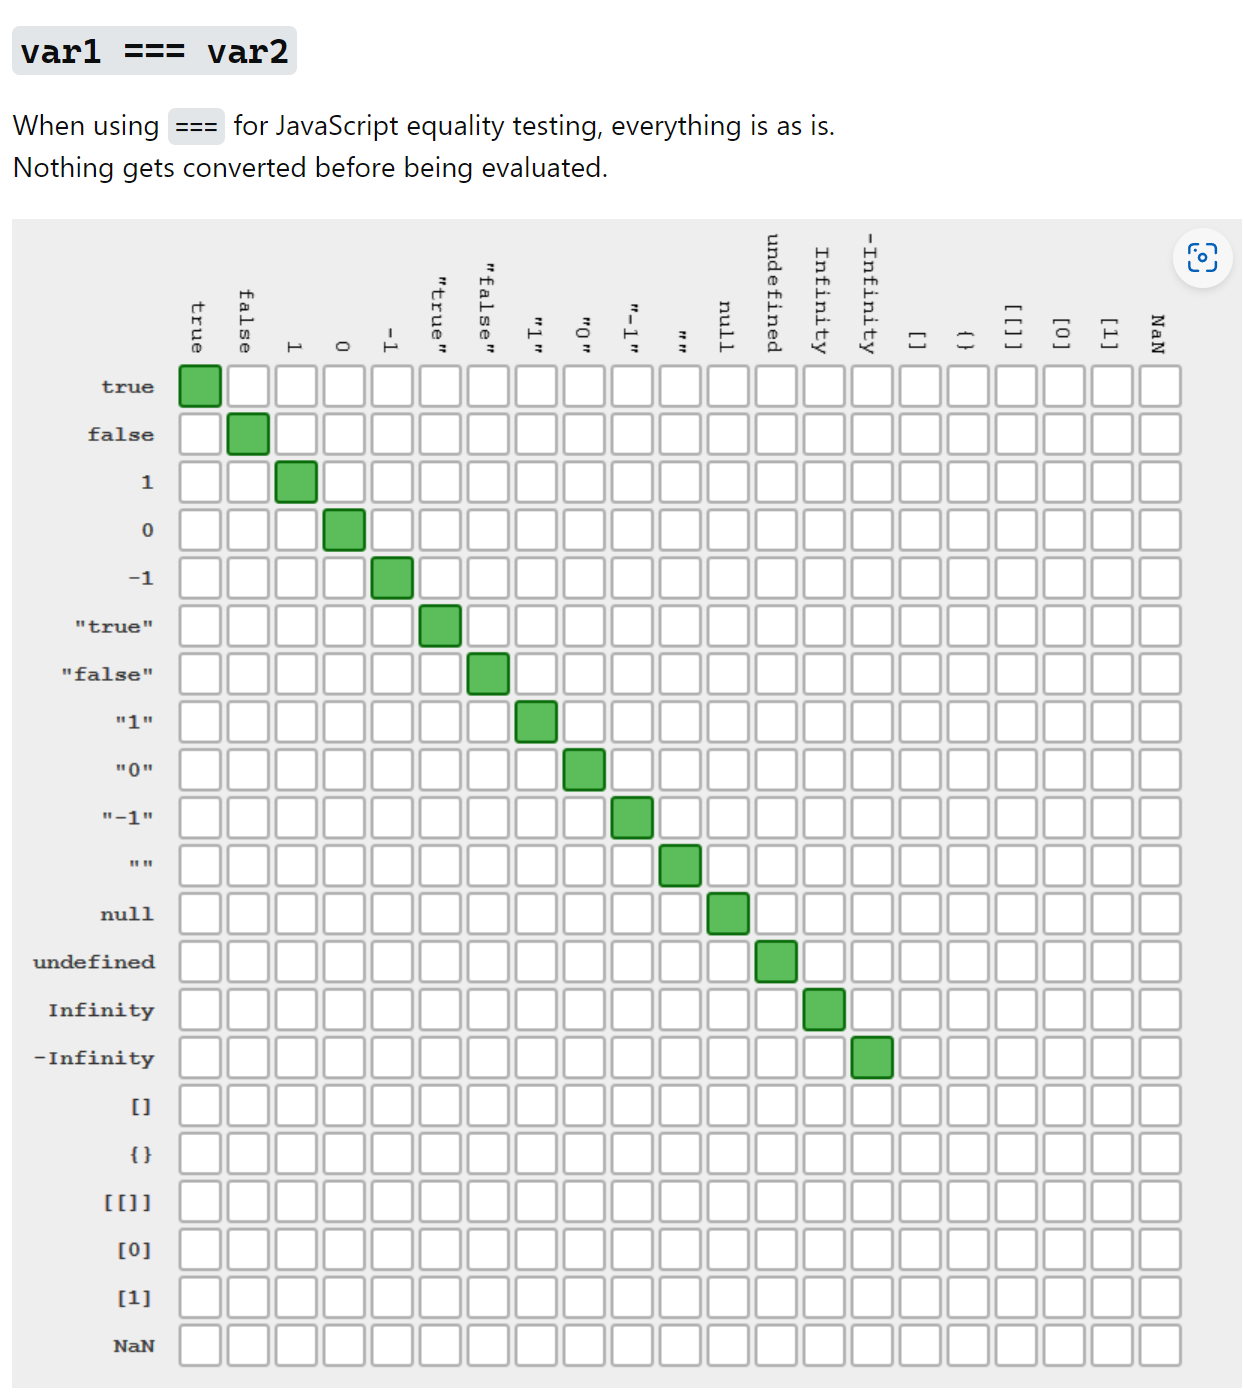 var1 === var2
When using === for JavaScript equality testing, everything is as is.
Nothing gets converted before being evaluated.
true
false
1
0
-1
"true"
"false"
"1"
"0"
"-1"
""
null
undefined
Infinity
-Infinity
[]
{}
[[]]
[0]
[1]
NaN
true
false
1
0
-1
"true"
"false"
"1"
"0"
"-1"
""
null
undefined
Infinity
-Infinity
[]
{}
[[]]
[0]
[1]
NaN